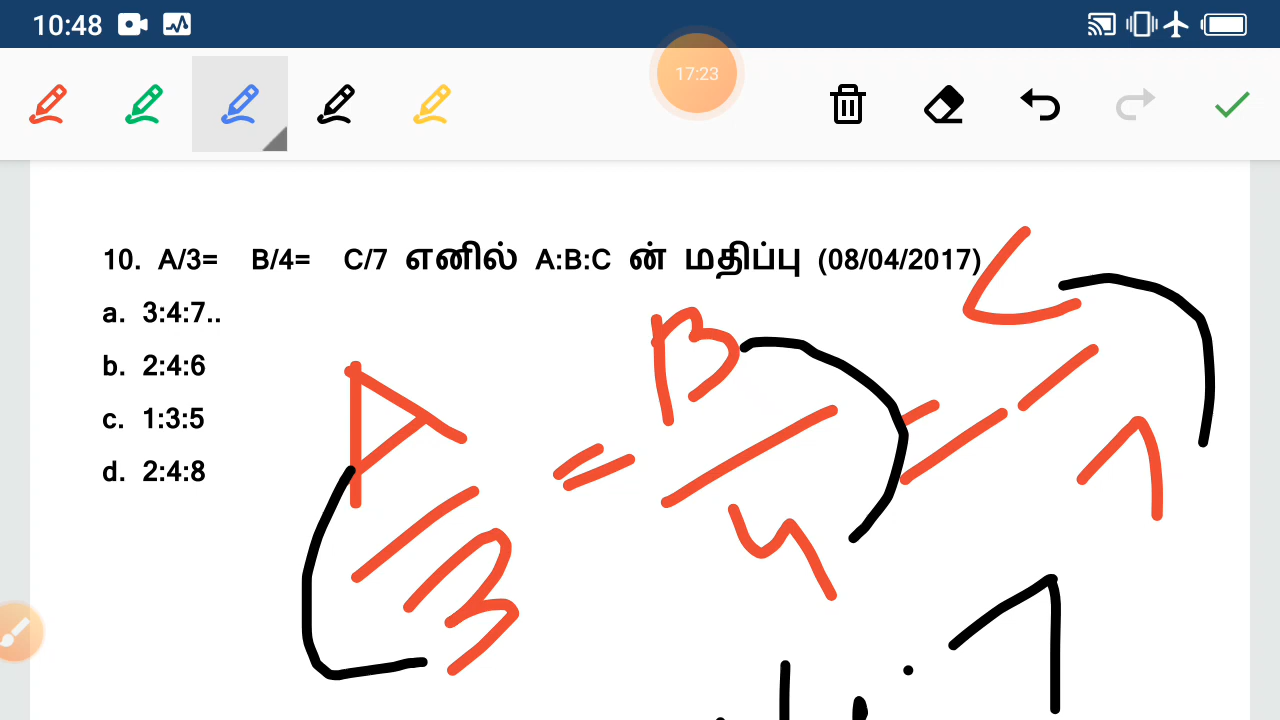 10:48
17:23
10. A/3= B/4= C/7 எனில் A:B:C ன் மதிப்பு (08/04/2017)
a. 3:4:7..
b. 2:4:6
c. 1:3:5
d. 2:4:8
A/3 = B/4 = C/7